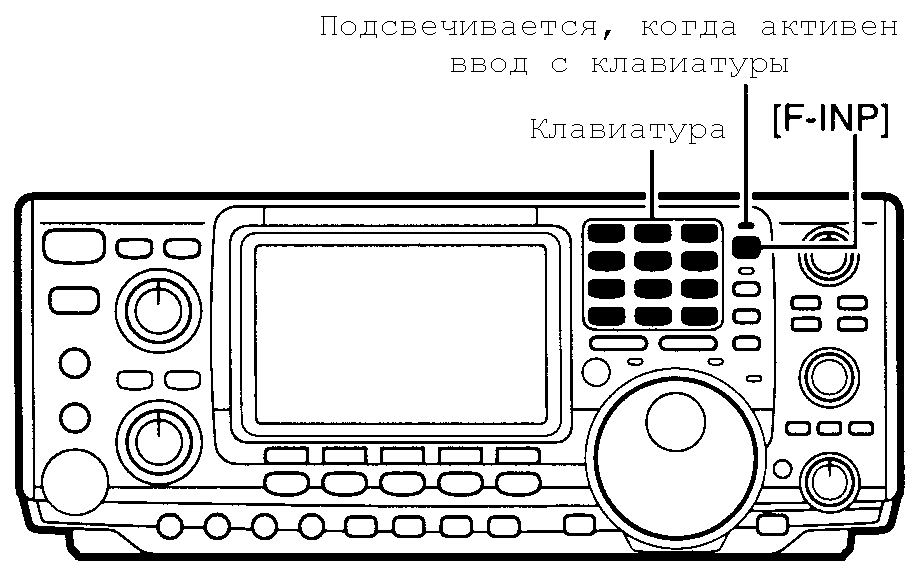 Подсвечивается, когда активен
ввод с клавиатуры
Клавиатура
[F-INP]